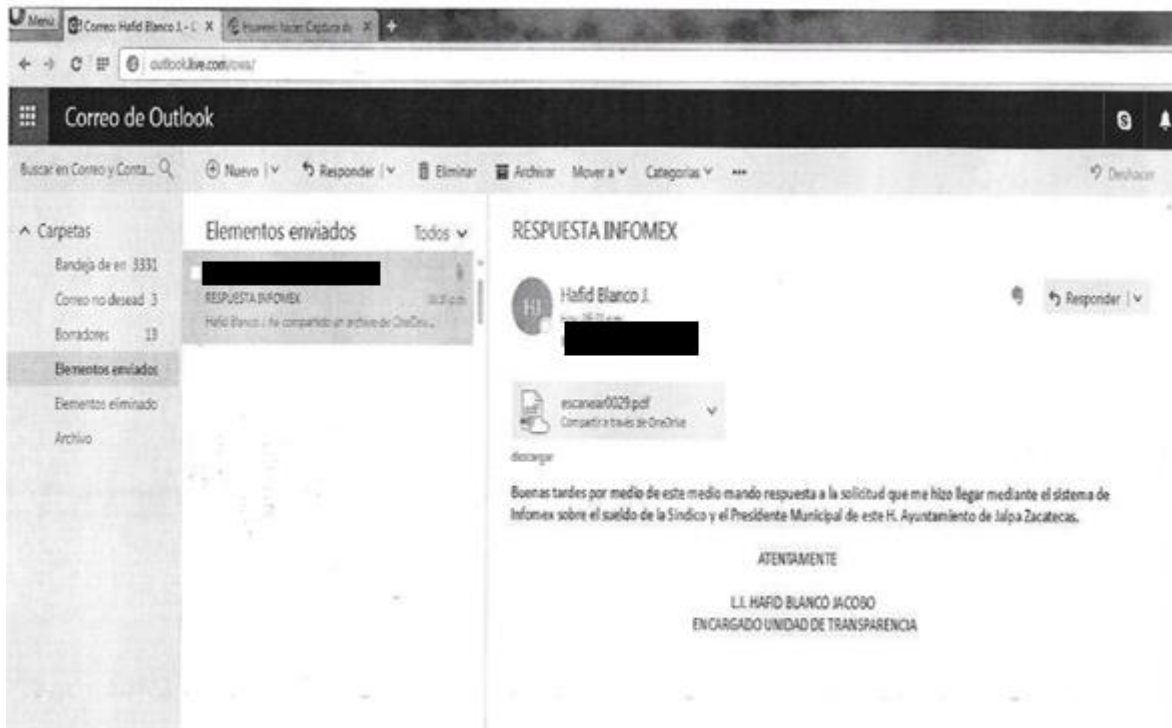 Menú
Correo: Hafid Blanco J. - 
outlook.live.com/owa/
Correo de Outlook
Buscar en Correo y Conta...
Nuevo
Responder
Eliminar
Archivar
Mover a
Categorías
Deshacer
Carpetas
Bandeja de en 3331
Correo no desead 3
Borradores 13
Elementos enviados
Elementos eliminado
Archivo
Elementos enviados
Todos
RESPUESTA INFOMEX
Hafid Blanco J. ha compartido un archivo de OneDrive
RESPUESTA INFOMEX
HJ
Hafid Blanco J.
Responder
escanear0029.pdf
Compartir a través de OneDrive
descargar
Buenas tardes por medio de este medio mando respuesta a la solicitud que me hizo llegar mediante el sistema de
Infomex sobre el sueldo de la Sindico y el Presidente Municipal de este H. Ayuntamiento de Jalpa Zacatecas.
ATENTAMENTE
L.I. HAFID BLANCO JACOBO
ENCARGADO UNIDAD DE TRANSPARENCIA